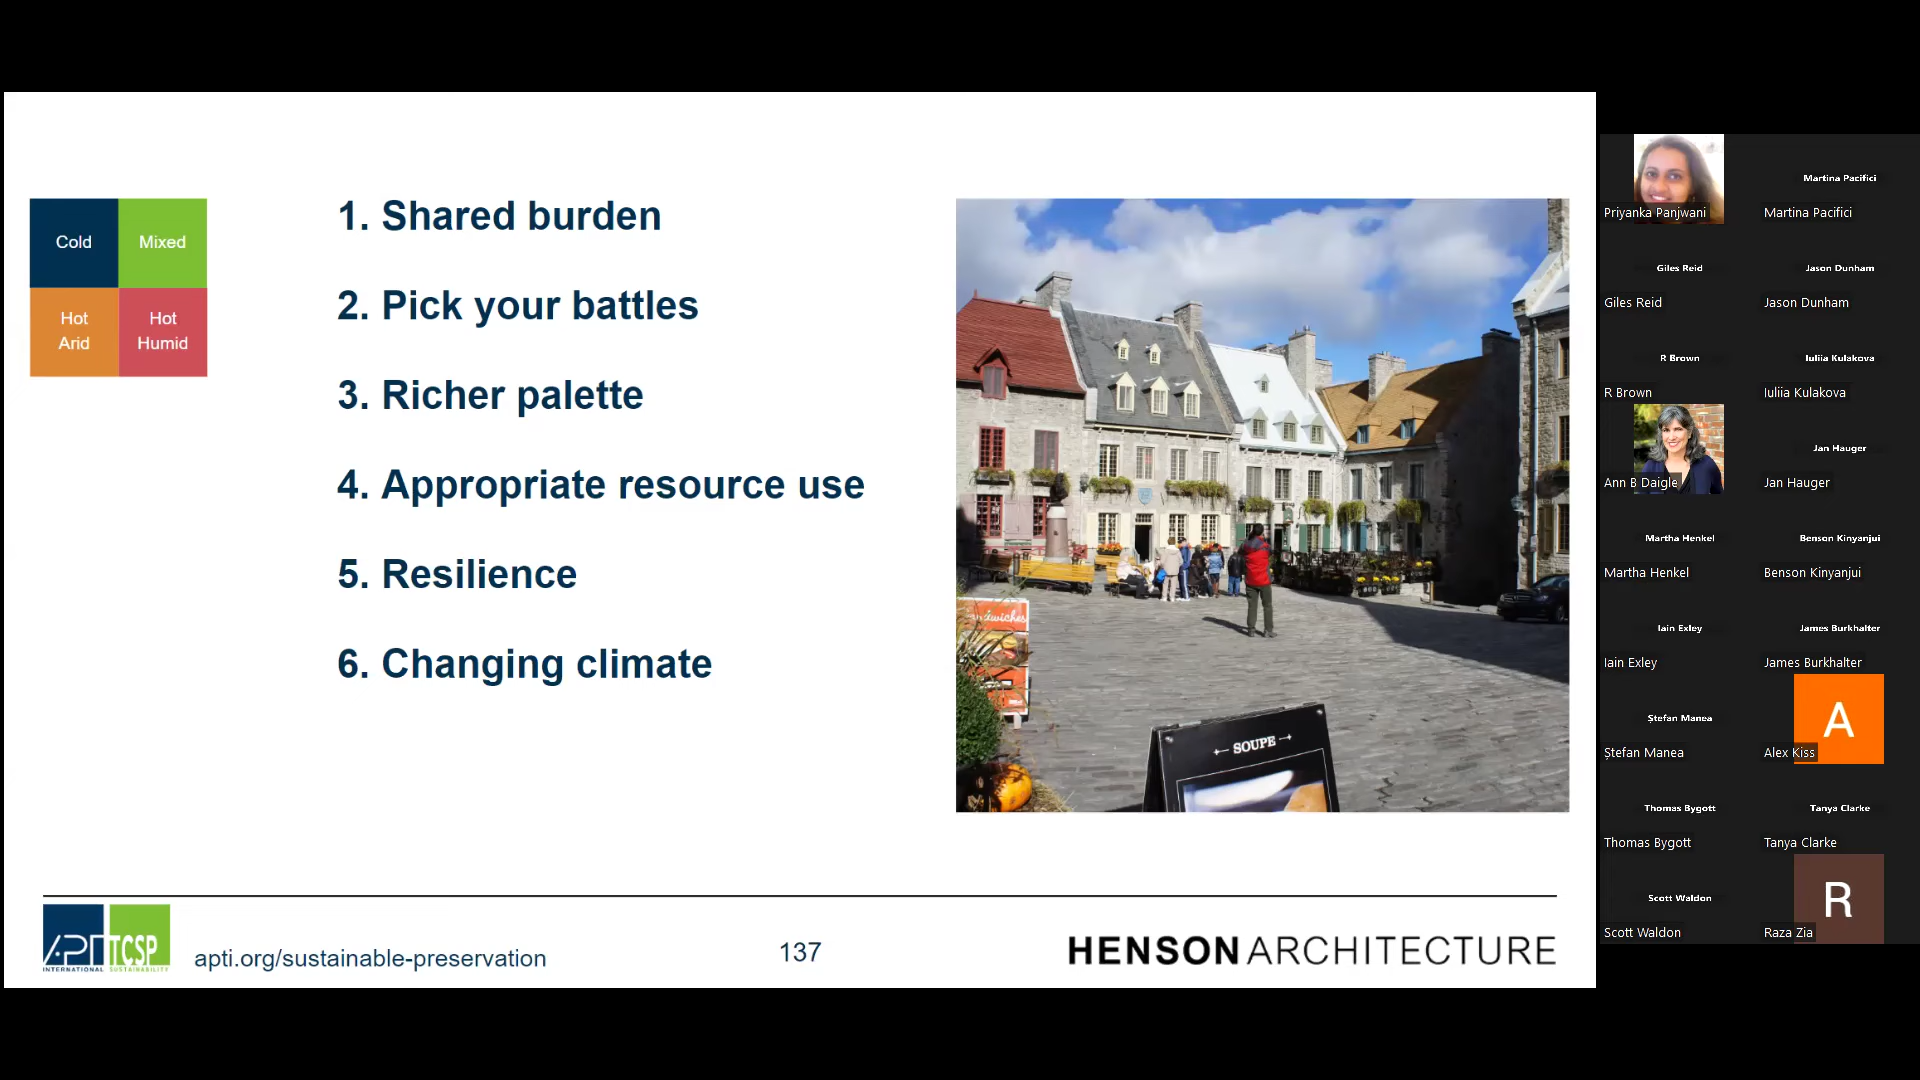 Cold
Mixed
Hot
Arid
Hot
Humid
1. Shared burden
2. Pick your battles
3. Richer palette
4. Appropriate resource use
5. Resilience
6. Changing climate
sandwiches
SOUPE
APT
INTERNATIONAL
TCSP
SUSTAINABILITY
apti.org/sustainable-preservation
137
HENSON ARCHITECTURE
Priyanka Panjwani
Martina Pacifici
Martina Pacifici
Giles Reid
Giles Reid
Jason Dunham
Jason Dunham
R Brown
R Brown
Iuliia Kulakova
Iuliia Kulakova
Ann B Daigle
Jan Hauger
Jan Hauger
Martha Henkel
Martha Henkel
Benson Kinyanjui
Benson Kinyanjui
Iain Exley
Iain Exley
James Burkhalter
James Burkhalter
Ștefan Manea
Ștefan Manea
A
Alex Kiss
Thomas Bygott
Thomas Bygott
Tanya Clarke
Tanya Clarke
Scott Waldon
Scott Waldon
R
Raza Zia